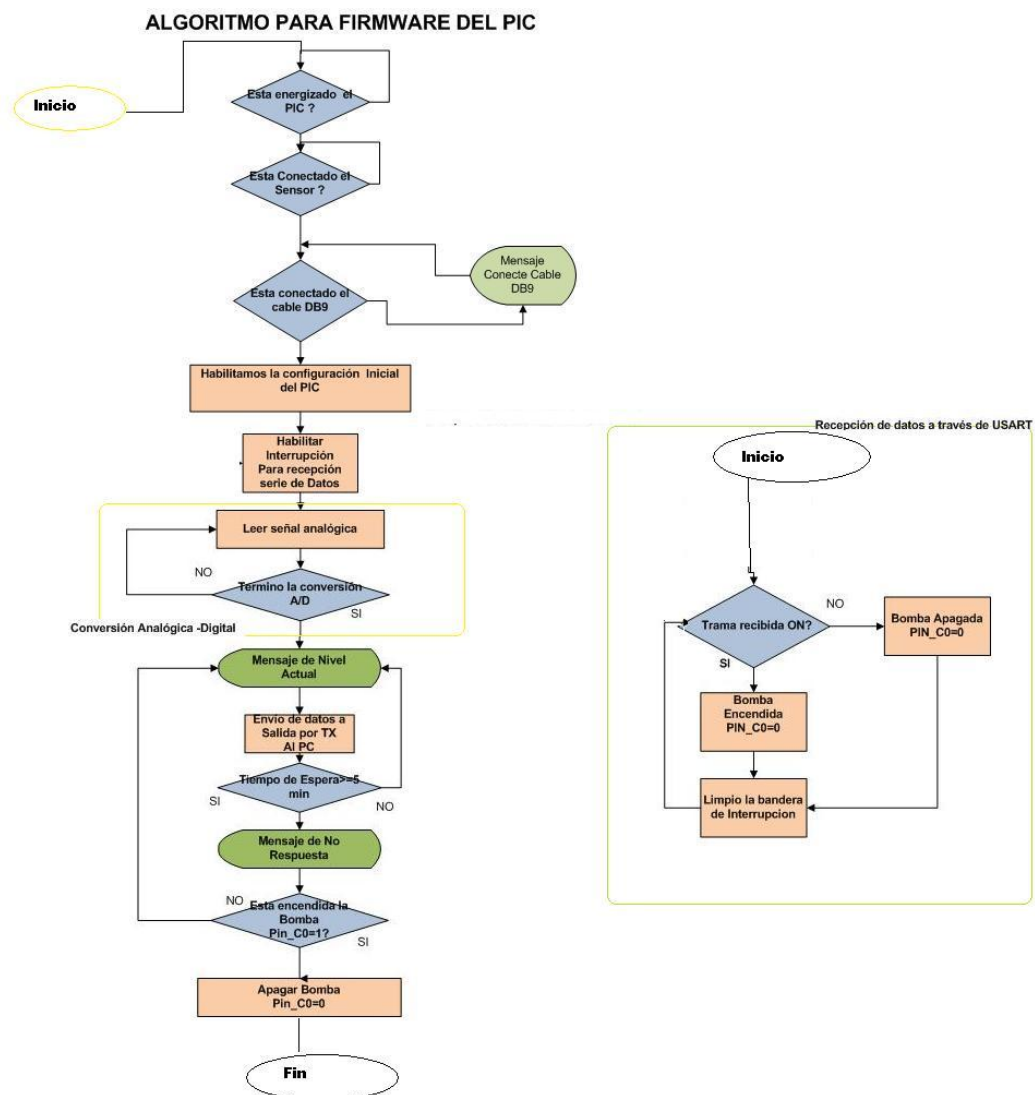 ALGORITMO PARA FIRMWARE DEL PIC
Inicio
Esta energizado el
PIC ?
Esta Conectado el
Sensor ?
Mensaje
Conecte Cable
DB9
Esta conectado el
cable DB9
Habilitamos la configuración Inicial
del PIC
Habilitar
Interrupción
Para recepción
serie de Datos
Leer señal analógica
NO
Termino la conversión
A/D
SI
Conversión Analógica -Digital
Mensaje de Nivel
Actual
Envío de datos a
Salida por TX
Al PC
Tiempo de Espera>=5
min
SI
NO
Mensaje de No
Respuesta
NO
Está encendida la
Bomba
Pin_C0=1?
SI
Apagar Bomba
Pin_C0=0
Fin
Recepción de datos a través de USART
Inicio
Trama recibida ON?
NO
Bomba Apagada
PIN_C0=0
SI
Bomba
Encendida
PIN_C0=0
Limpio la bandera
de Interrupcion